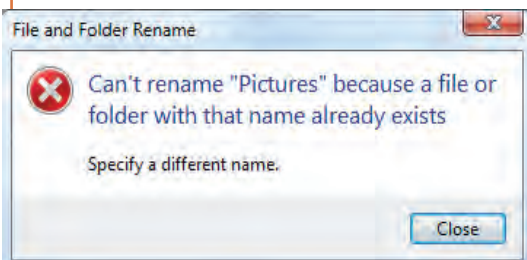 File and Folder Rename
Can't rename "Pictures" because a file or
folder with that name already exists
Specify a different name.
Close